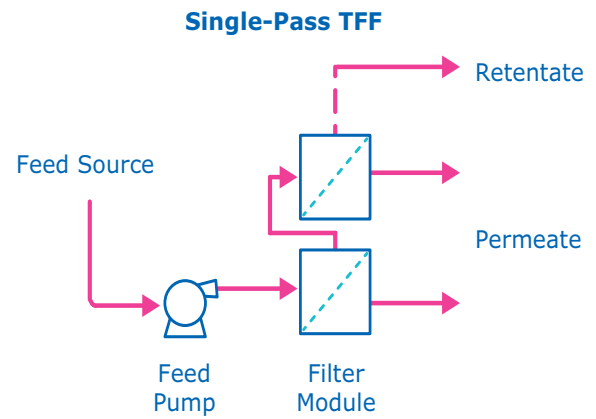 Single-Pass TFF
Retentate
Feed Source
Permeate
Feed
Pump
Filter
Module